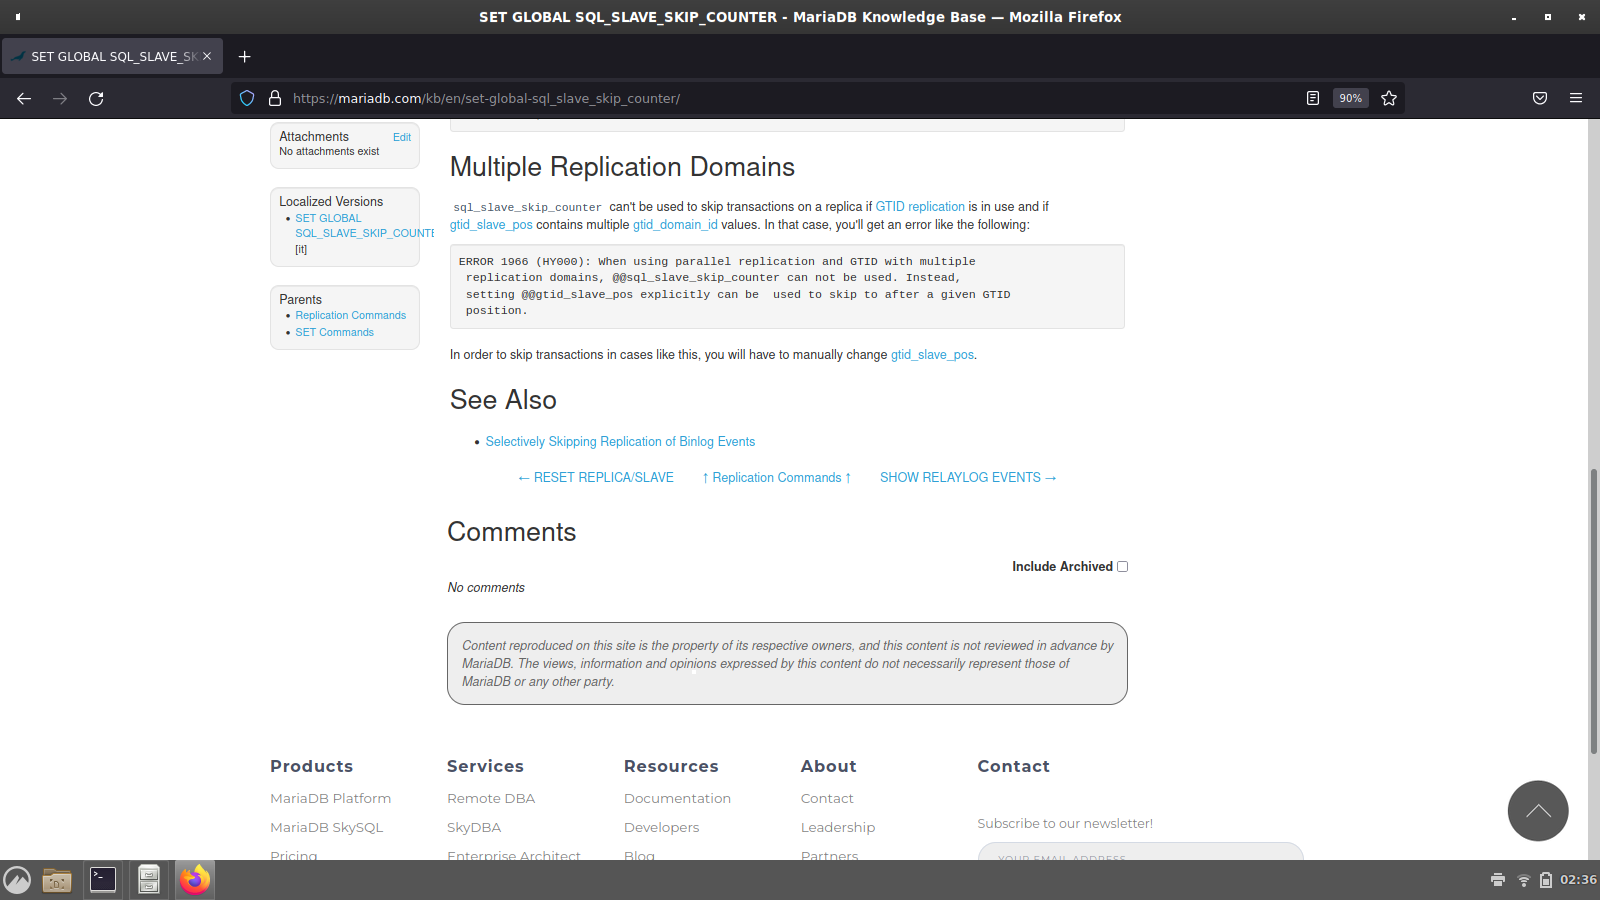 SET GLOBAL SQL_SLAVE_SKIP_COUNTER - MariaDB Knowledge Base — Mozilla Firefox
SET GLOBAL SQL_SLAVE_SK
https://mariadb.com/kb/en/set-global-sql_slave_skip_counter/
90%
Attachments
Edit
No attachments exist
Localized Versions
SET GLOBAL
SQL_SLAVE_SKIP_COUNTE
[it]
Parents
Replication Commands
SET Commands
Multiple Replication Domains
sql_slave_skip_counter can't be used to skip transactions on a replica if GTID replication is in use and if
gtid_slave_pos contains multiple gtid_domain_id values. In that case, you'll get an error like the following:
ERROR 1966 (HY000): When using parallel replication and GTID with multiple
replication domains, @@sql_slave_skip_counter can not be used. Instead,
setting @@gtid_slave_pos explicitly can be  used to skip to after a given GTID
position.
In order to skip transactions in cases like this, you will have to manually change gtid_slave_pos.
See Also
Selectively Skipping Replication of Binlog Events
← RESET REPLICA/SLAVE ↑ Replication Commands ↑ SHOW RELAYLOG EVENTS →
Comments
Include Archived
No comments
Content reproduced on this site is the property of its respective owners, and this content is not reviewed in advance by
MariaDB. The views, information and opinions expressed by this content do not necessarily represent those of
MariaDB or any other party.
Products
MariaDB Platform
MariaDB SkySQL
Pricing
Services
Remote DBA
SkyDBA
Enterprise Architect
Resources
Documentation
Developers
Blog
About
Contact
Leadership
Partners
Contact
Subscribe to our newsletter!
YOUR EMAIL ADDRESS
02:36